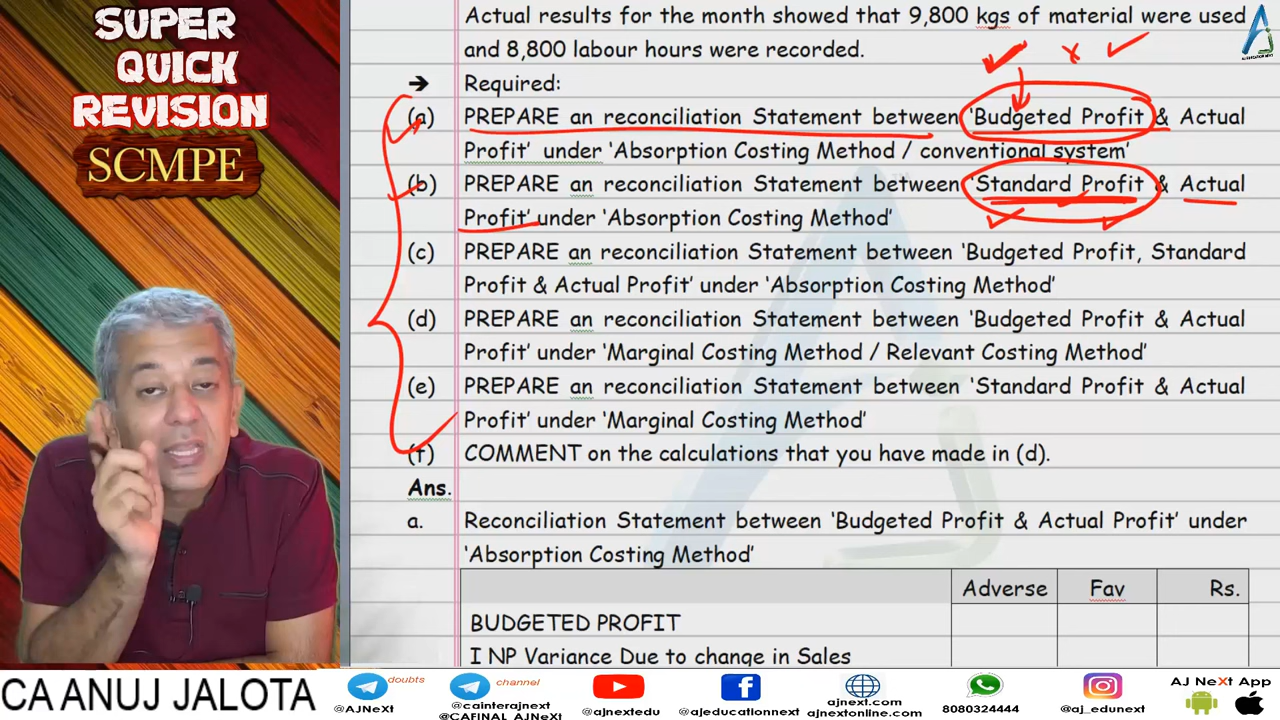 SUPER
QUICK
REVISION
SCMPE
Actual results for the month showed that 9,800 kgs of material were used
and 8,800 labour hours were recorded.
➔ Required:
(a) PREPARE an reconciliation Statement between ‘Budgeted Profit & Actual
Profit’ under ‘Absorption Costing Method / conventional system’
(b) PREPARE an reconciliation Statement between ‘Standard Profit & Actual
Profit’ under ‘Absorption Costing Method’
(c) PREPARE an reconciliation Statement between ‘Budgeted Profit, Standard
Profit & Actual Profit’ under ‘Absorption Costing Method’
(d) PREPARE an reconciliation Statement between ‘Budgeted Profit & Actual
Profit’ under ‘Marginal Costing Method / Relevant Costing Method’
(e) PREPARE an reconciliation Statement between ‘Standard Profit & Actual
Profit’ under ‘Marginal Costing Method’
(f) COMMENT on the calculations that you have made in (d).
Ans.
a. Reconciliation Statement between ‘Budgeted Profit & Actual Profit’ under
‘Absorption Costing Method’
Adverse Fav Rs.
BUDGETED PROFIT
I NP Variance Due to change in Sales
CA ANUJ JALOTA
doubts
@AJNeXt
channel
@cainterajnext
@CAFINAL_AJNeXt
@ajnextedu
@ajeducationnext
ajnext.com
ajnextonline.com
8080324444
@aj_edunext
AJ NeXt App